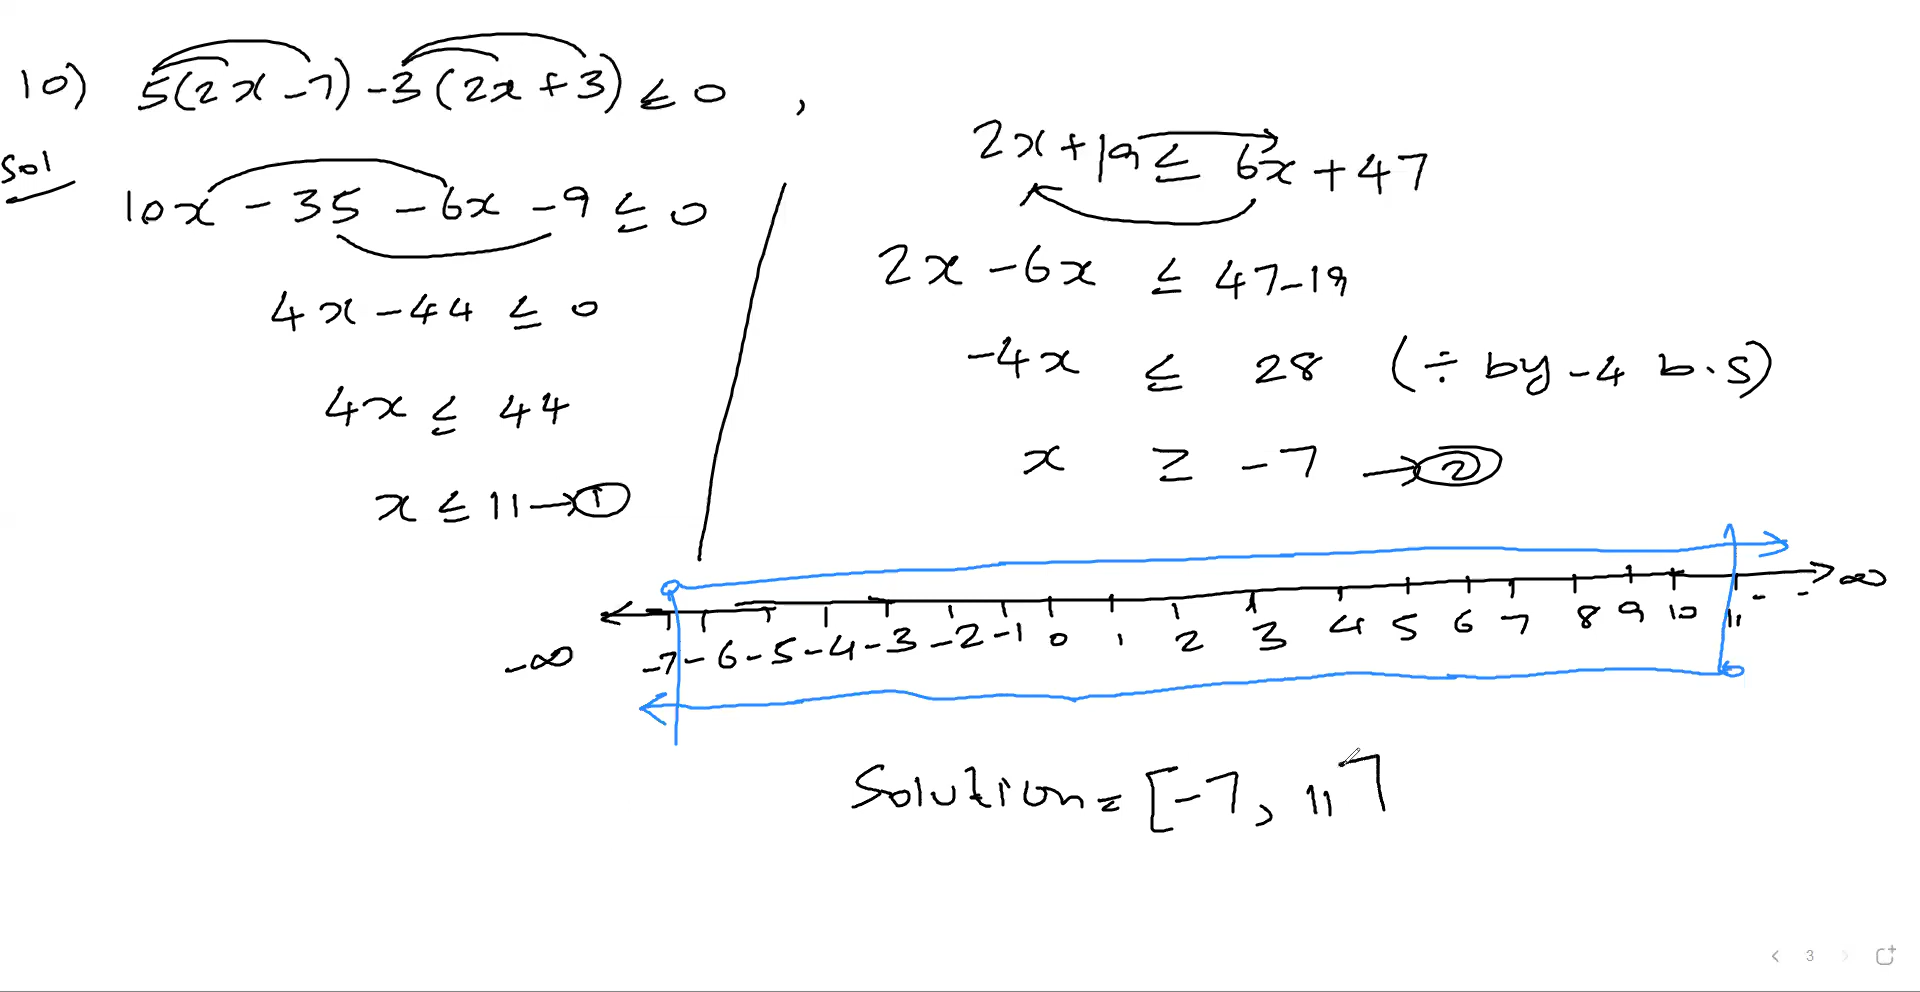 10) 5(2x-7)-3(2x+3) ≤ 0 ,
Sol
10x - 35 - 6x - 9 ≤ 0
4x - 44 ≤ 0
4x ≤ 44
x ≤ 11 → ①
2x + 19 ≤ 6x + 47
2x - 6x ≤ 47-19
-4x ≤ 28 (÷ by -4 b.s)
x ≥ -7 → ②
-∞ -7 -6 -5 -4 -3 -2 -1 0 1 2 3 4 5 6 7 8 9 10 11 - - ∞
Solution = [-7, 11]
3